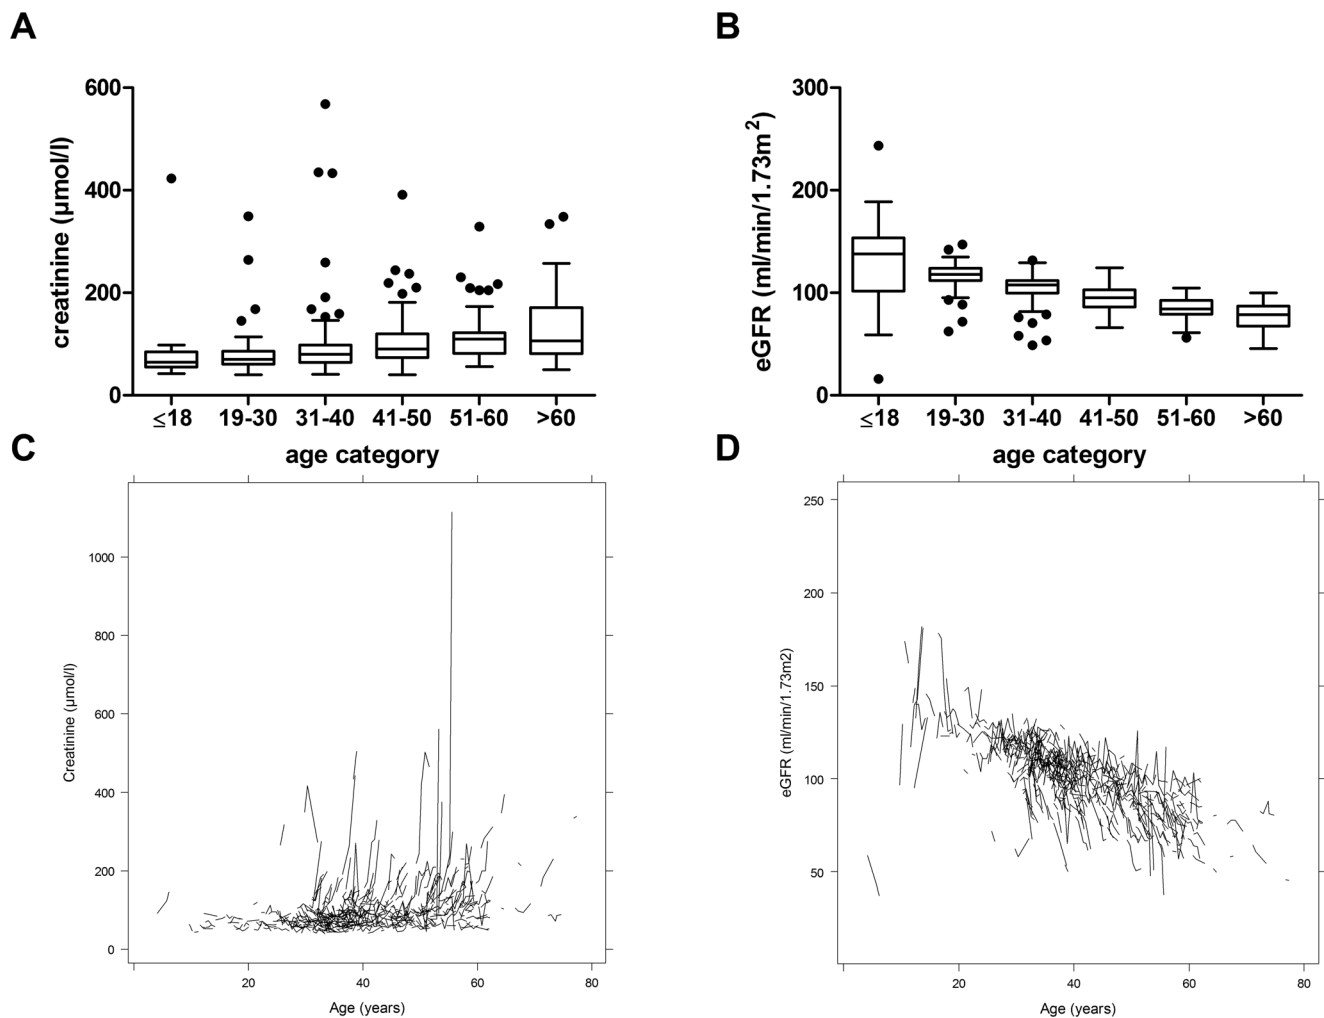 A
B
600
400
200
0
creatinine (µmol/l)
≤18 19-30 31-40 41-50 51-60 >60
age category
300
200
100
0
eGFR (ml/min/1.73m2)
≤18 19-30 31-40 41-50 51-60 >60
age category
C
D
1000
800
600
400
200
0
Creatinine (µmol/l)
20 40 60 80
Age (years)
250
200
150
100
50
eGFR (ml/min/1.73m2)
20 40 60 80
Age (years)